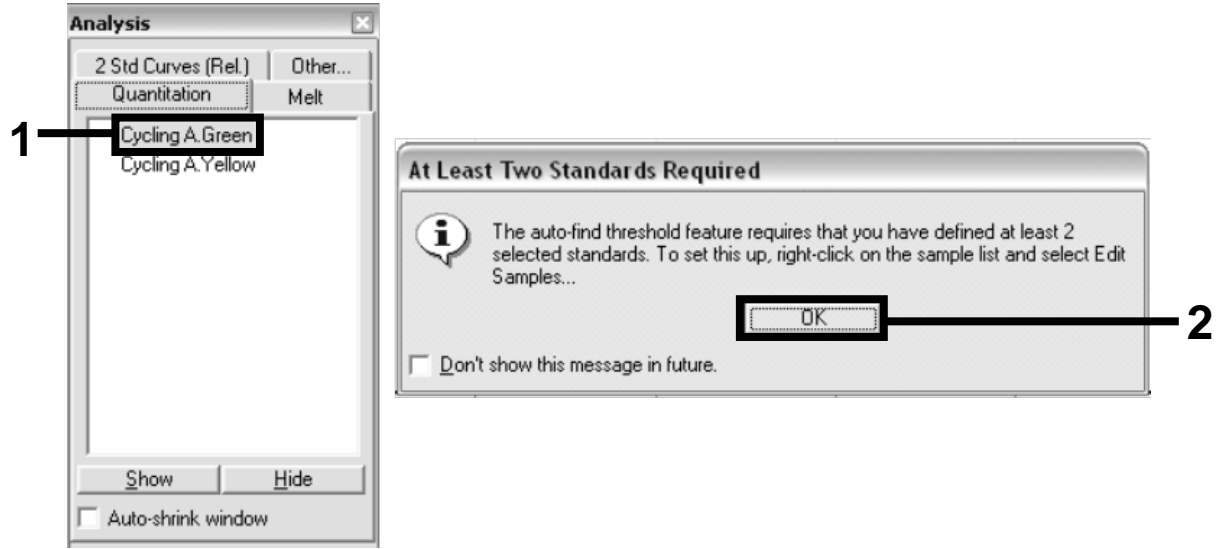 Analysis
2 Std Curves (Rel.) Other...
Quantitation Melt
1
Cycling A.Green
Cycling A.Yellow
Show Hide
Auto-shrink window
At Least Two Standards Required
The auto-find threshold feature requires that you have defined at least 2
selected standards. To set this up, right-click on the sample list and select Edit
Samples...
OK
2
Don't show this message in future.